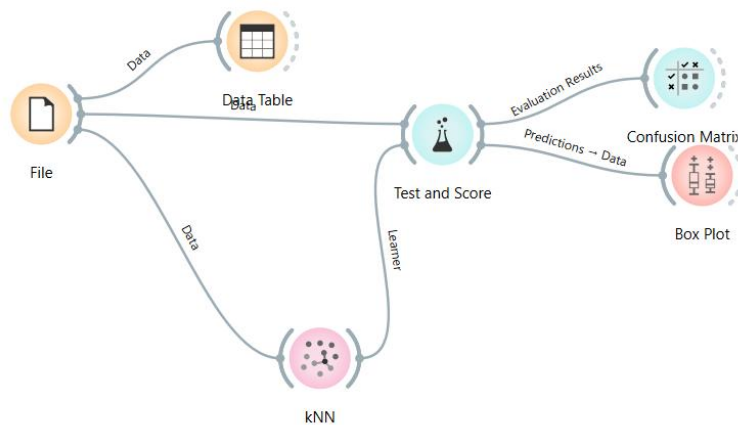 Data
Data Table
Data
File
Data
Learner
kNN
Test and Score
Evaluation Results
Predictions → Data
Confusion Matrix
Box Plot